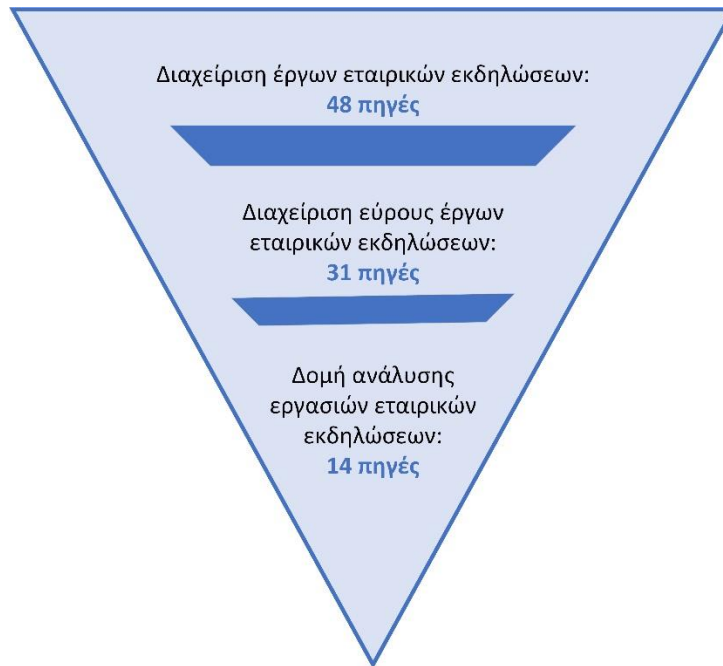 Διαχείριση έργων εταιρικών εκδηλώσεων:
48 πηγές
Διαχείριση εύρους έργων
εταιρικών εκδηλώσεων:
31 πηγές
Δομή ανάλυσης
εργασιών εταιρικών
εκδηλώσεων:
14 πηγές